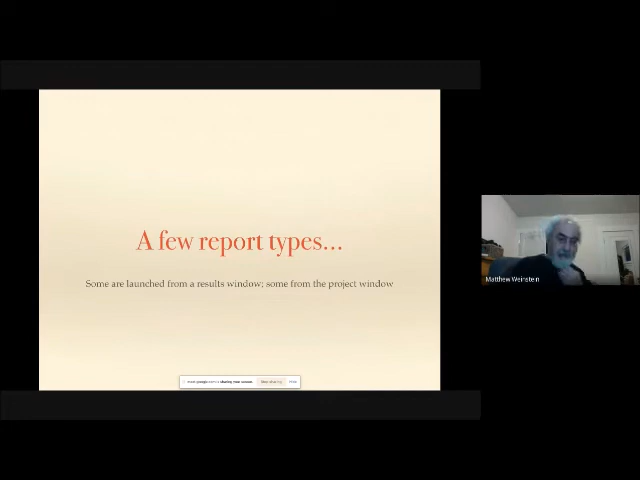 A few report types...
Some are launched from a results window; some from the project window
Matthew Weinstein